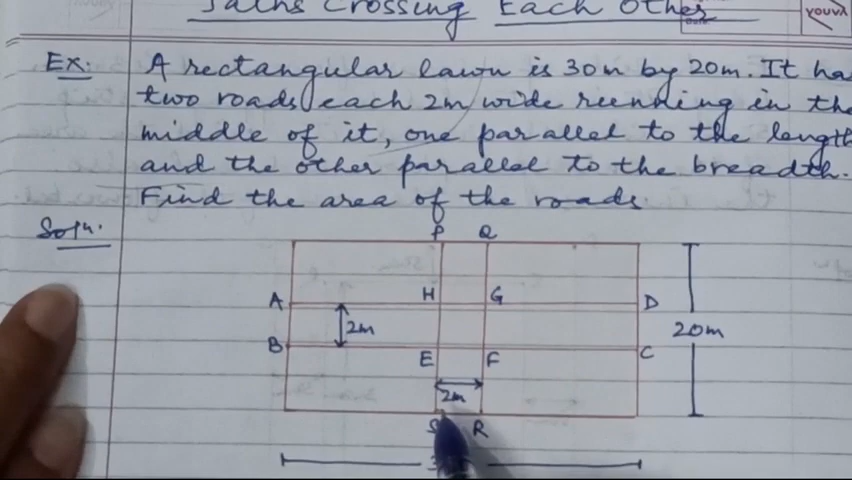 Paths Crossing Each Other
YOUVA
Ex. A rectangular lawn is 30m by 20m. It ha
two roads each 2m wide running in the
middle of it, one parallel to the length
and the other parallel to the breadth.
Find the area of the roads.
Soln.
P Q
A H G D
2m 20m
B E F C
2m
S R